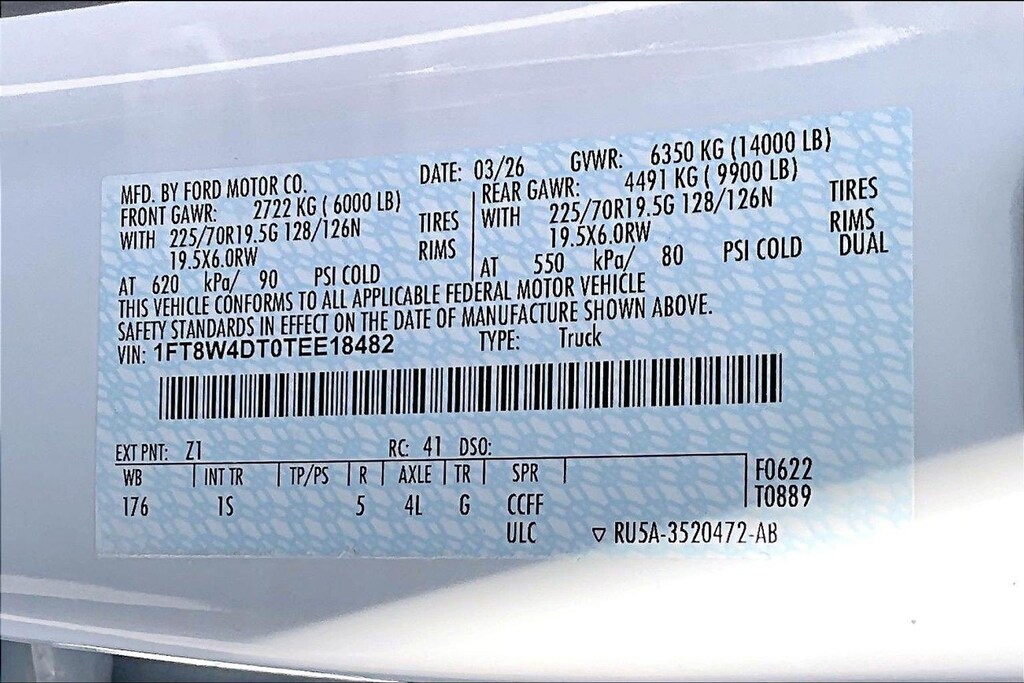 MFD. BY FORD MOTOR CO. DATE: 03/26 GVWR: 6350 KG (14000 LB)
FRONT GAWR: 2722 KG ( 6000 LB) REAR GAWR: 4491 KG ( 9900 LB)
WITH 225/70R19.5G 128/126N TIRES WITH 225/70R19.5G 128/126N TIRES
19.5X6.0RW RIMS 19.5X6.0RW RIMS
AT 620 kPa/ 90 PSI COLD AT 550 kPa/ 80 PSI COLD DUAL
THIS VEHICLE CONFORMS TO ALL APPLICABLE FEDERAL MOTOR VEHICLE
SAFETY STANDARDS IN EFFECT ON THE DATE OF MANUFACTURE SHOWN ABOVE.
VIN: 1FT8W4DT0TEE18482 TYPE: Truck
EXT PNT: Z1 RC: 41 DSO:
WB INT TR TP/PS R AXLE TR SPR F0622
176 1S 5 4L G CCFF T0889
ULC ▽ RU5A-3520472-AB